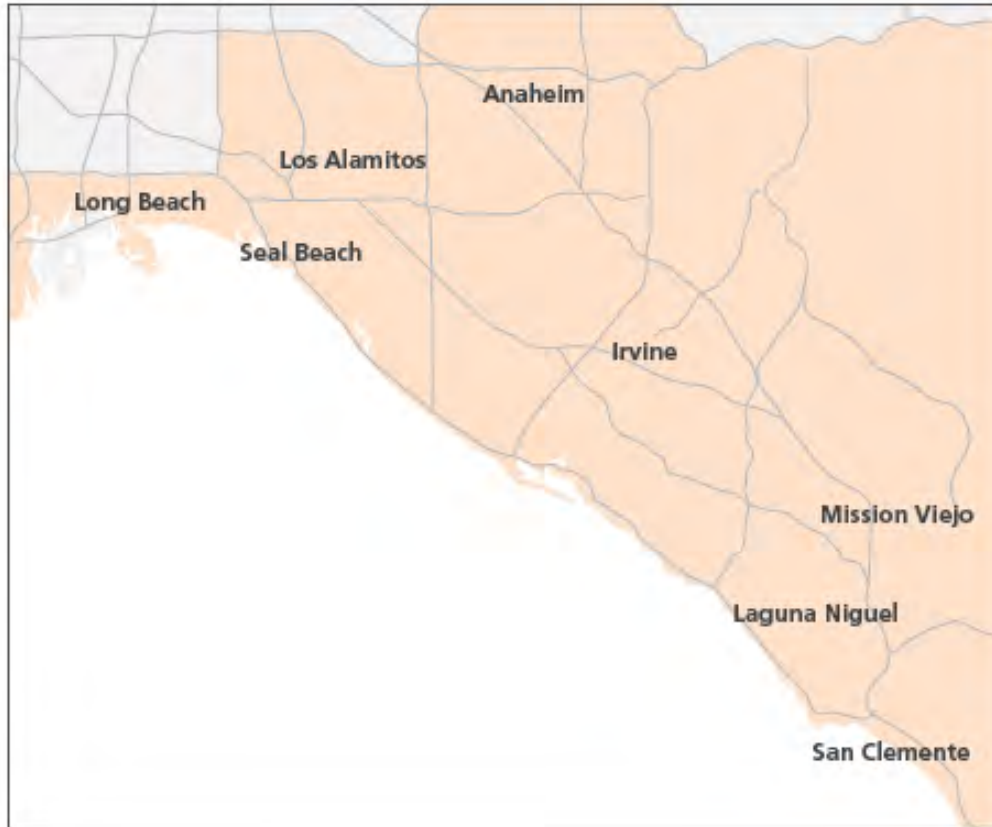 Anaheim
Los Alamitos
Long Beach
Seal Beach
Irvine
Mission Viejo
Laguna Niguel
San Clemente